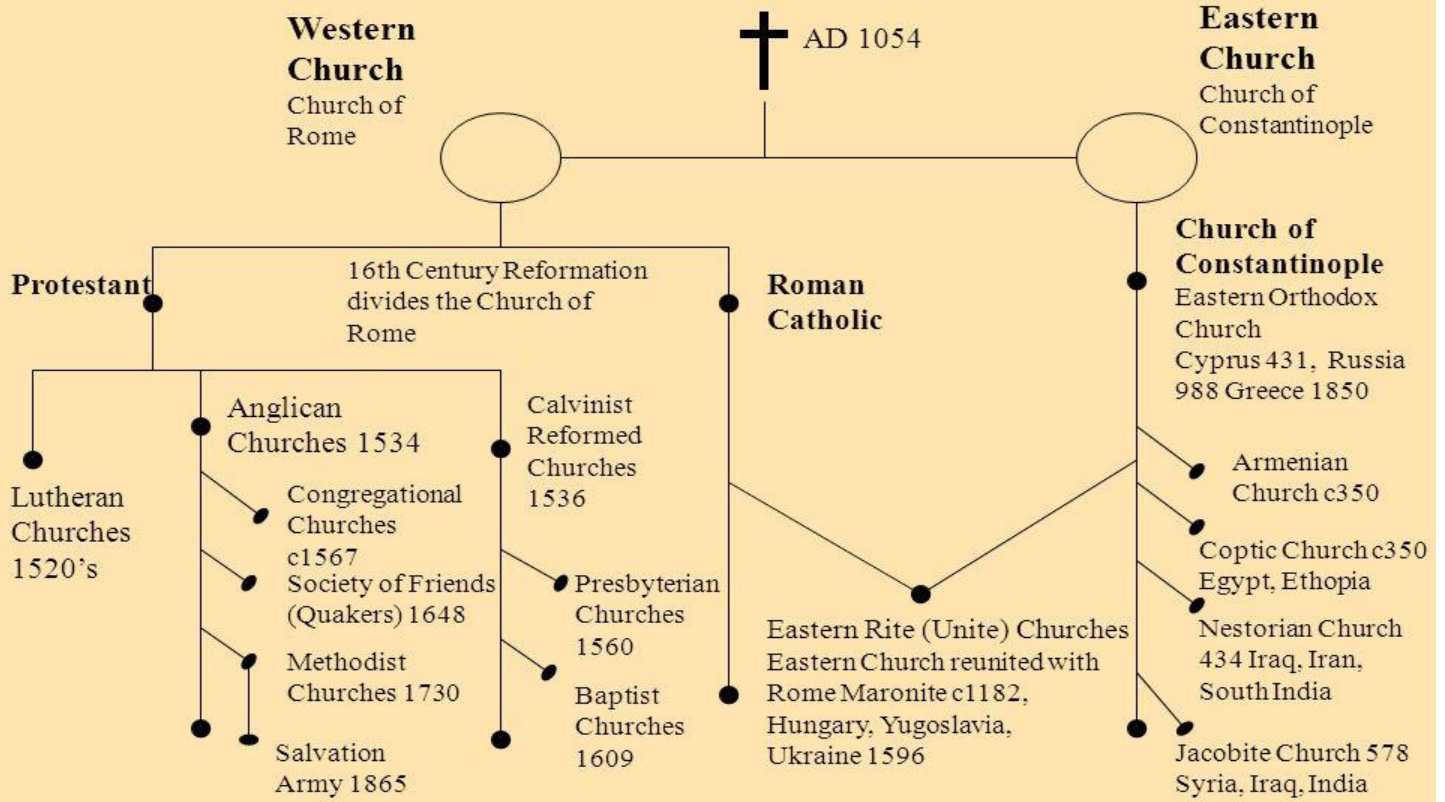 Western
Church
Church of
Rome
AD 1054
Eastern
Church
Church of
Constantinople
Protestant
16th Century Reformation
divides the Church of
Rome
Roman
Catholic
Church of
Constantinople
Eastern Orthodox
Church
Cyprus 431, Russia
988 Greece 1850
Lutheran
Churches
1520’s
Anglican
Churches 1534
Congregational
Churches
c1567
Society of Friends
(Quakers) 1648
Methodist
Churches 1730
Salvation
Army 1865
Calvinist
Reformed
Churches
1536
Presbyterian
Churches
1560
Baptist
Churches
1609
Eastern Rite (Unite) Churches
Eastern Church reunited with
Rome Maronite c1182,
Hungary, Yugoslavia,
Ukraine 1596
Armenian
Church c350
Coptic Church c350
Egypt, Ethopia
Nestorian Church
434 Iraq, Iran,
South India
Jacobite Church 578
Syria, Iraq, India